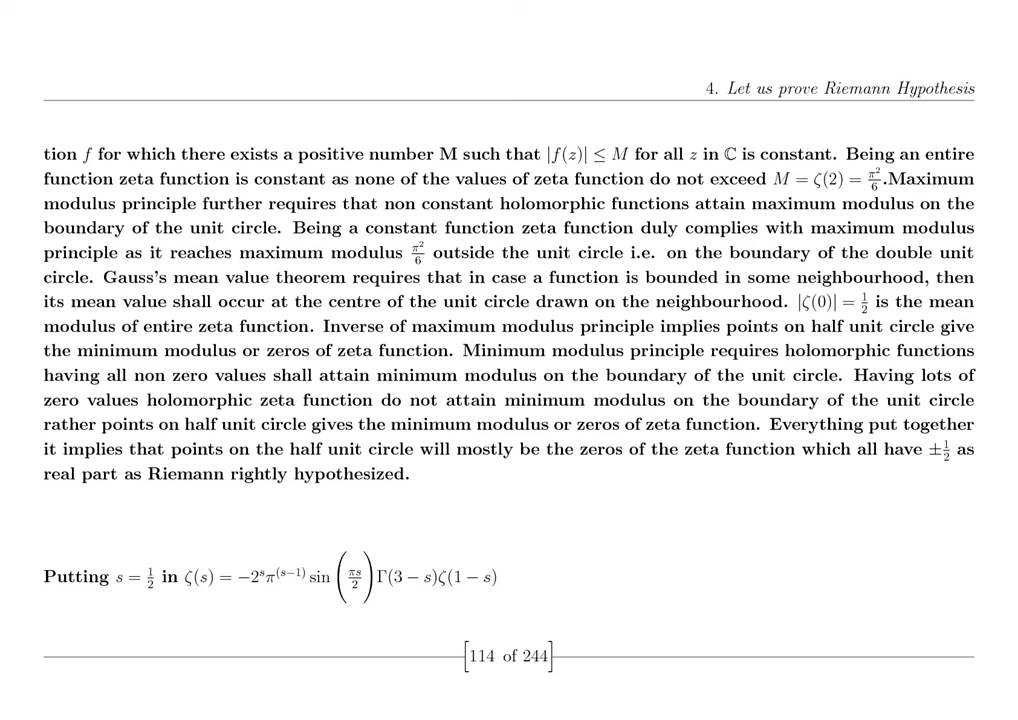 4. Let us prove Riemann Hypothesis
tion f for which there exists a positive number M such that |f(z)| ≤ M for all z in ℂ is constant. Being an entire
function zeta function is constant as none of the values of zeta function do not exceed M = ζ(2) = π²/6.Maximum
modulus principle further requires that non constant holomorphic functions attain maximum modulus on the
boundary of the unit circle. Being a constant function zeta function duly complies with maximum modulus
principle as it reaches maximum modulus π²/6 outside the unit circle i.e. on the boundary of the double unit
circle. Gauss's mean value theorem requires that in case a function is bounded in some neighbourhood, then
its mean value shall occur at the centre of the unit circle drawn on the neighbourhood. |ζ(0)| = 1/2 is the mean
modulus of entire zeta function. Inverse of maximum modulus principle implies points on half unit circle give
the minimum modulus or zeros of zeta function. Minimum modulus principle requires holomorphic functions
having all non zero values shall attain minimum modulus on the boundary of the unit circle. Having lots of
zero values holomorphic zeta function do not attain minimum modulus on the boundary of the unit circle
rather points on half unit circle gives the minimum modulus or zeros of zeta function. Everything put together
it implies that points on the half unit circle will mostly be the zeros of the zeta function which all have ±1/2 as
real part as Riemann rightly hypothesized.
Putting s = 1/2 in ζ(s) = −2^s π^(s−1) sin(πs/2)Γ(3 − s)ζ(1 − s)
[114 of 244]